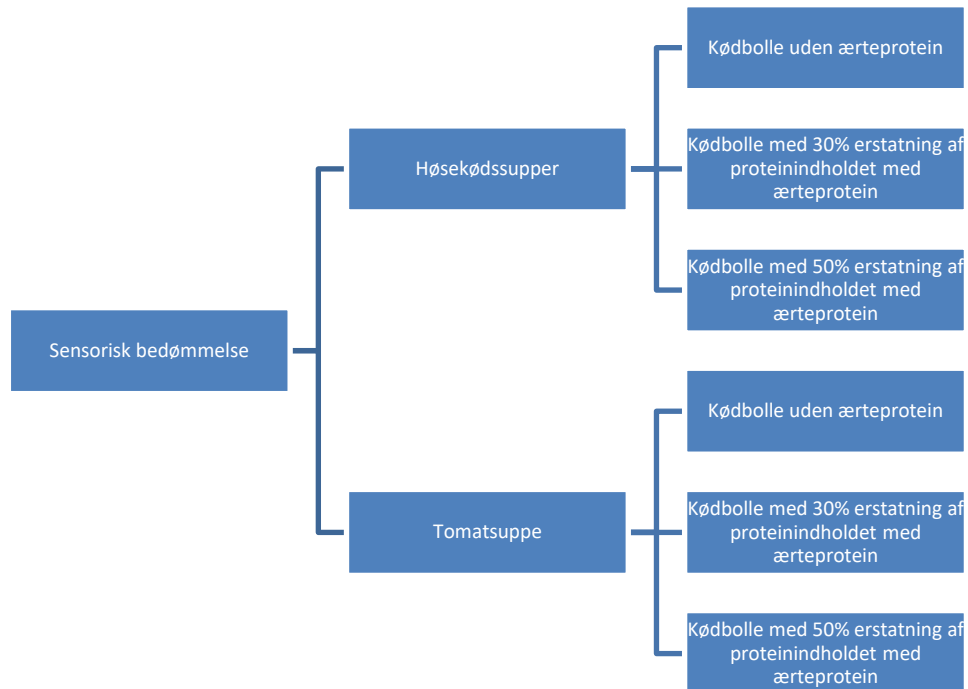 Sensorisk bedømmelse
Høsekødssupper
Kødbolle uden ærteprotein
Kødbolle med 30% erstatning af
proteinindholdet med
ærteprotein
Kødbolle med 50% erstatning af
proteinindholdet med
ærteprotein
Tomatsuppe
Kødbolle uden ærteprotein
Kødbolle med 30% erstatning af
proteinindholdet med
ærteprotein
Kødbolle med 50% erstatning af
proteinindholdet med
ærteprotein